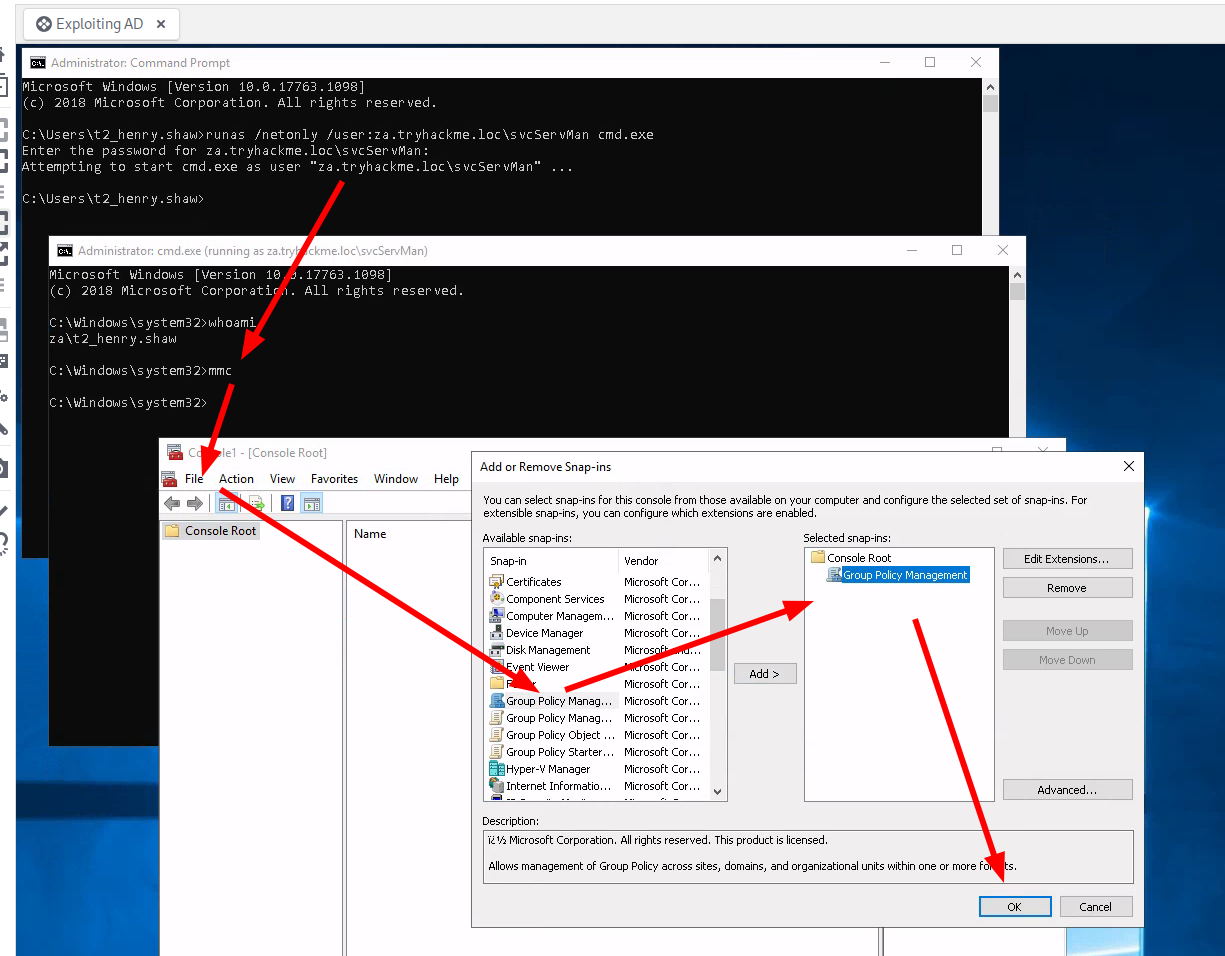 Exploiting AD
Administrator: Command Prompt
Microsoft Windows [Version 10.0.17763.1098]
(c) 2018 Microsoft Corporation. All rights reserved.
C:\Users\t2_henry.shaw>runas /netonly /user:za.tryhackme.loc\svcServMan cmd.exe
Enter the password for za.tryhackme.loc\svcServMan:
Attempting to start cmd.exe as user "za.tryhackme.loc\svcServMan" ...
C:\Users\t2_henry.shaw>
Administrator: cmd.exe (running as za.tryhackme.loc\svcServMan)
Microsoft Windows [Version 10.0.17763.1098]
(c) 2018 Microsoft Corporation. All rights reserved.
C:\Windows\system32>whoami
za\t2_henry.shaw
C:\Windows\system32>mmc
C:\Windows\system32>
Console1 - [Console Root]
File Action View Favorites Window Help
Console Root
Name
Add or Remove Snap-ins
You can select snap-ins for this console from those available on your computer and configure the selected set of snap-ins. For
extensible snap-ins, you can configure which extensions are enabled.
Available snap-ins:
Snap-in Vendor
Certificates Microsoft Cor...
Component Services Microsoft Cor...
Computer Managem... Microsoft Cor...
Device Manager Microsoft Cor...
Disk Management Microsoft and...
Event Viewer Microsoft Cor...
Folder Microsoft Cor...
Group Policy Manag... Microsoft Cor...
Group Policy Manag... Microsoft Cor...
Group Policy Object ... Microsoft Cor...
Group Policy Starter... Microsoft Cor...
Hyper-V Manager Microsoft Cor...
Internet Informatio... Microsoft Cor...
Add >
Selected snap-ins:
Console Root
Group Policy Management
Edit Extensions...
Remove
Move Up
Move Down
Advanced...
Description:
ï¿½ Microsoft Corporation. All rights reserved. This product is licensed.
Allows management of Group Policy across sites, domains, and organizational units within one or more forests.
OK
Cancel